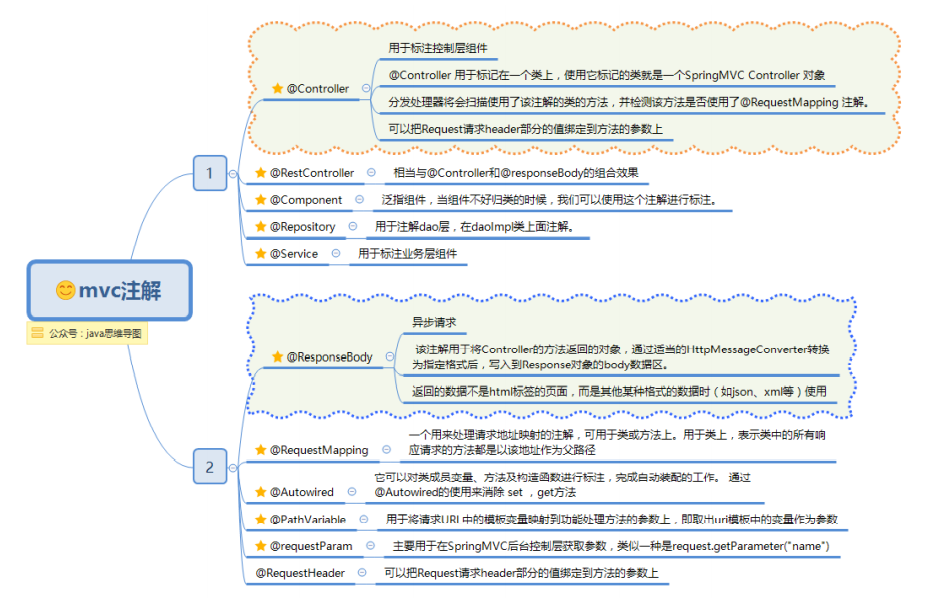 用于标注控制层组件
@Controller 用于标记在一个类上，使用它标记的类就是一个SpringMVC Controller 对象
@Controller
分发处理器将会扫描使用了该注解的类的方法，并检测该方法是否使用了@RequestMapping 注解。
可以把Request请求header部分的值绑定到方法的参数上
1
@RestController 相当与@Controller和@responseBody的组合效果
@Component 泛指组件，当组件不好归类的时候，我们可以使用这个注解进行标注。
@Repository 用于注解dao层，在daoImpl类上面注解。
@Service 用于标注业务层组件
mvc注解
公众号：java思维导图
异步请求
@ResponseBody
该注解用于将Controller的方法返回的对象，通过适当的HttpMessageConverter转换
为指定格式后，写入到Response对象的body数据区。
返回的数据不是html标签的页面，而是其他某种格式的数据时（如json、xml等）使用
2
@RequestMapping
一个用来处理请求地址映射的注解，可用于类或方法上。用于类上，表示类中的所有响
应请求的方法都是以该地址作为父路径
@Autowired
它可以对类成员变量、方法及构造函数进行标注，完成自动装配的工作。 通过
@Autowired的使用来消除 set ，get方法
@PathVariable 用于将请求URL中的模板变量映射到功能处理方法的参数上，即取出uri模板中的变量作为参数
@requestParam 主要用于在SpringMVC后台控制层获取参数，类似一种是request.getParameter("name")
@RequestHeader 可以把Request请求header部分的值绑定到方法的参数上